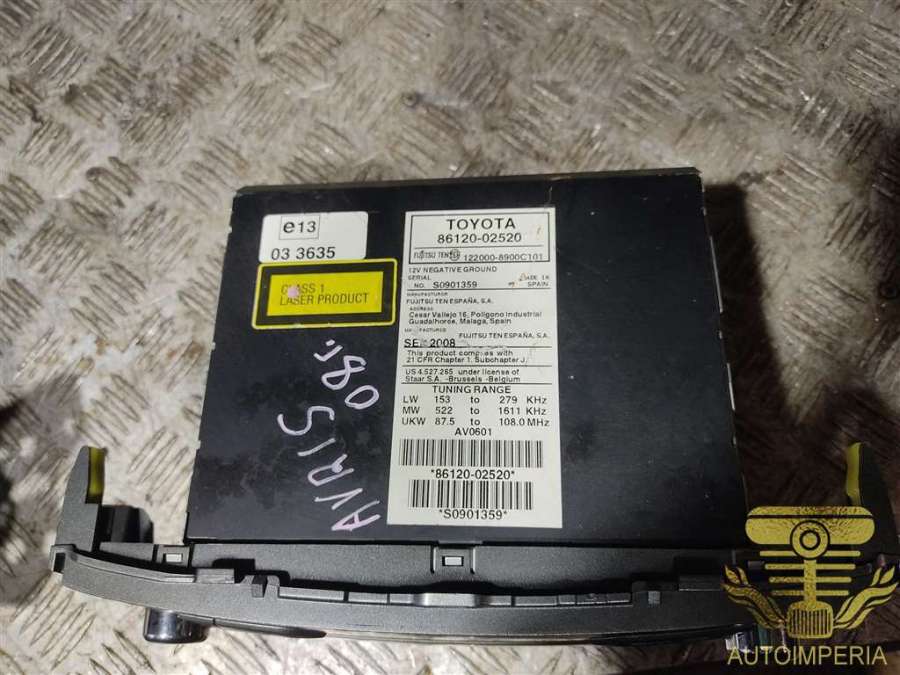 e13
03 3635
CLASS 1
LASER PRODUCT
TOYOTA
86120-02520
FUJITSU TEN 122000-8900C101
12V NEGATIVE GROUND
SERIAL
NO. S0901359
MADE IN
SPAIN
MANUFACTUROR
FUJITSU TEN ESPAÑA, S.A.
ADDRESS
Cesar Vallejo 16, Poligono Industrial
Guadalhorce, Malaga, Spain
FUJITSU TEN ESPAÑA, S.A.
2008
This product complies with
21 CFR Chapter 1. Subchapter J.
US 4.527.265 under license of
Staar S.A. -Brussels -Belgium
TUNING RANGE
LW 153 to 279 KHz
MW 522 to 1611 KHz
UKW 87.5 to 108.0 MHz
AV0601
*86120-02520*
*S0901359*
AVRIS
08
AUTOIMPERIA